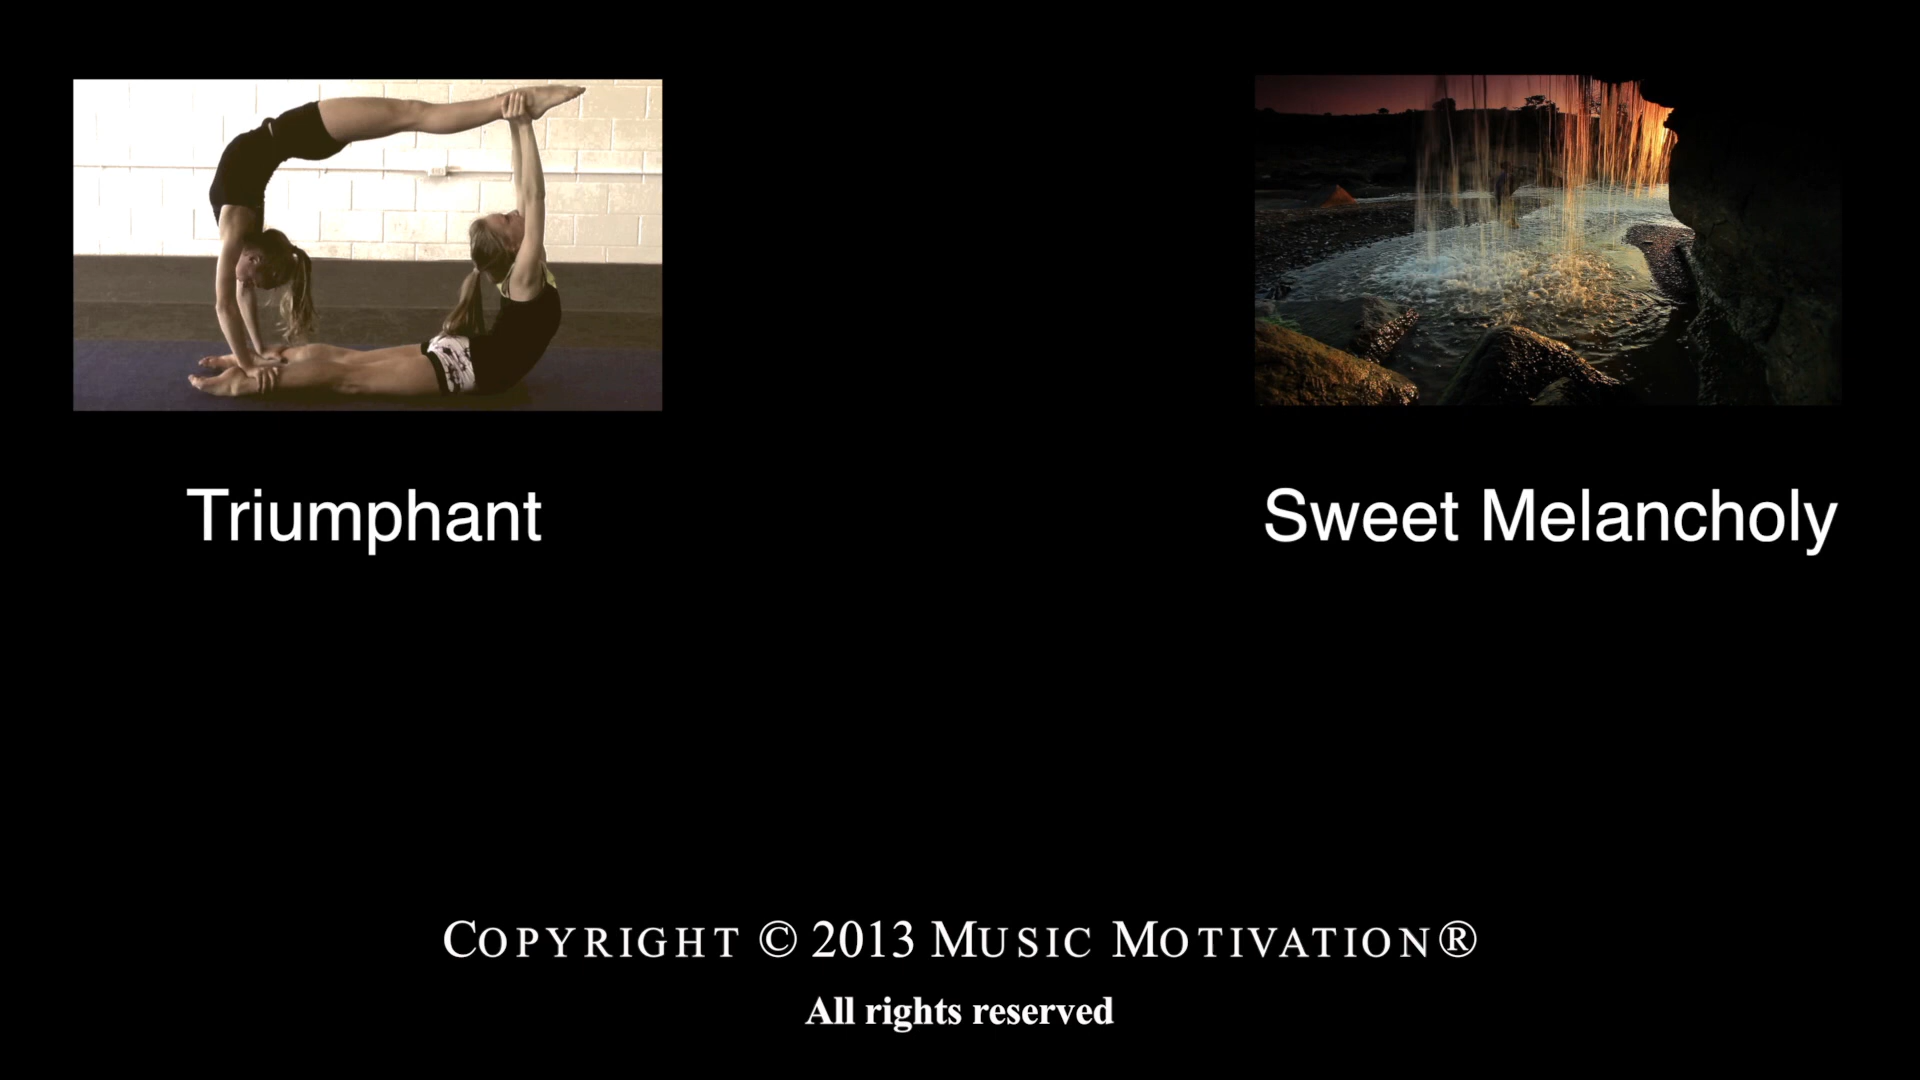 Triumphant
Sweet Melancholy
COPYRIGHT © 2013 MUSIC MOTIVATION®
All rights reserved